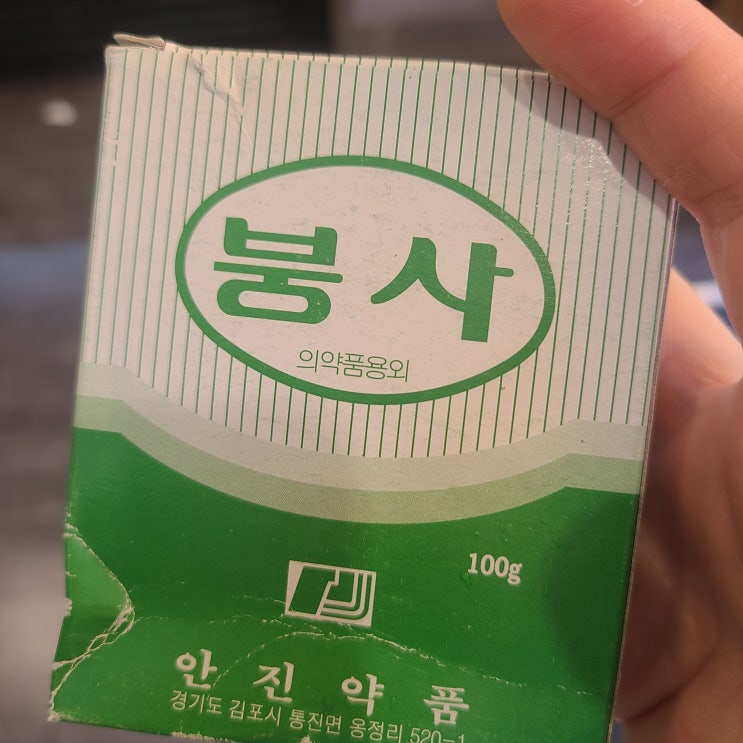 붕사
의약품용외
100g
안진약품
경기도 김포시 통진면 옹정리 520-1